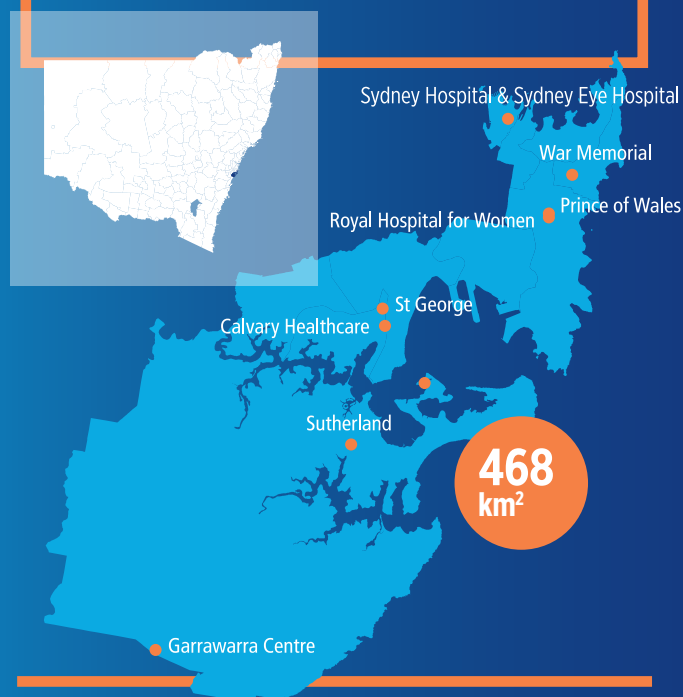 Sydney Hospital & Sydney Eye Hospital
War Memorial
Prince of Wales
Royal Hospital for Women
St George
Calvary Healthcare
Sutherland
468
km²
Garrawarra Centre